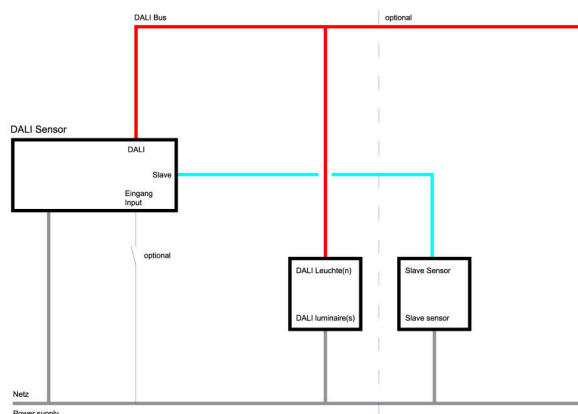 DALI Bus
optional
DALI Sensor
DALI
Slave
Eingang
Input
optional
DALI Leuchte(n)
DALI luminaire(s)
Slave Sensor
Slave sensor
Netz
Power supply